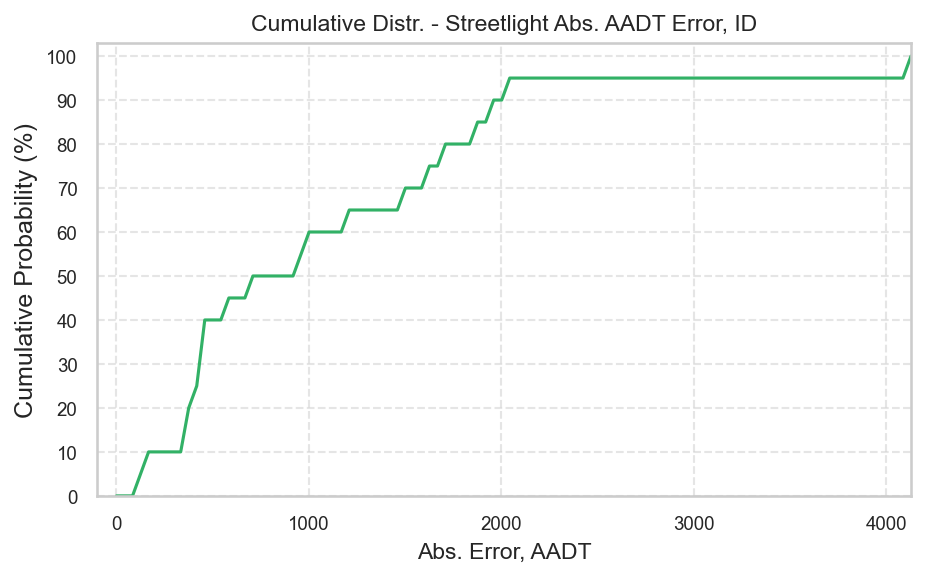 Cumulative Distr. - Streetlight Abs. AADT Error, ID
Cumulative Probability (%)
100
90
80
70
60
50
40
30
20
10
0
0 1000 2000 3000 4000
Abs. Error, AADT